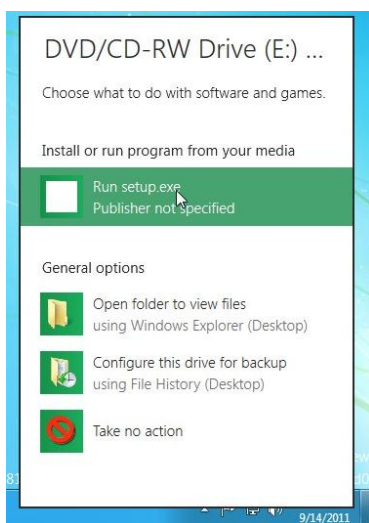 DVD/CD-RW Drive (E:) ...
Choose what to do with software and games.
Install or run program from your media
Run setup.exe
Publisher not specified
General options
Open folder to view files
using Windows Explorer (Desktop)
Configure this drive for backup
using File History (Desktop)
Take no action
9/14/2011